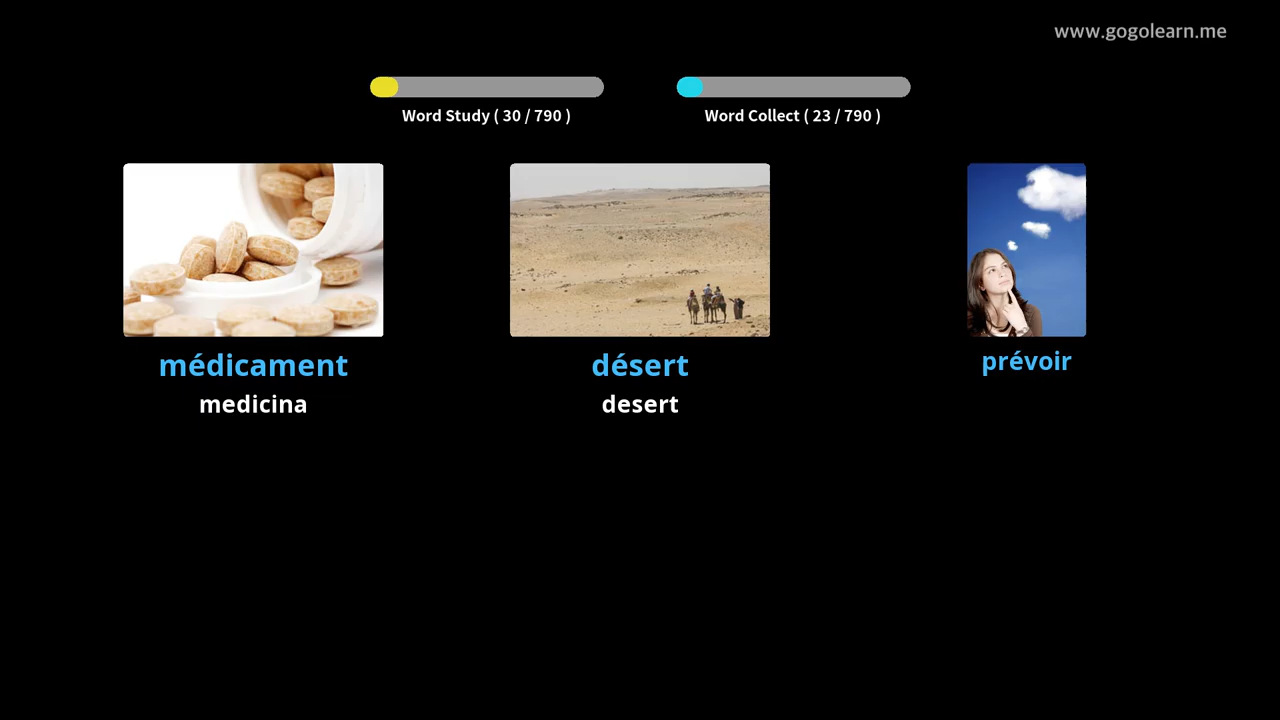 www.gogolearn.me
Word Study ( 30 / 790 )
Word Collect ( 23 / 790 )
médicament
medicina
désert
desert
prévoir